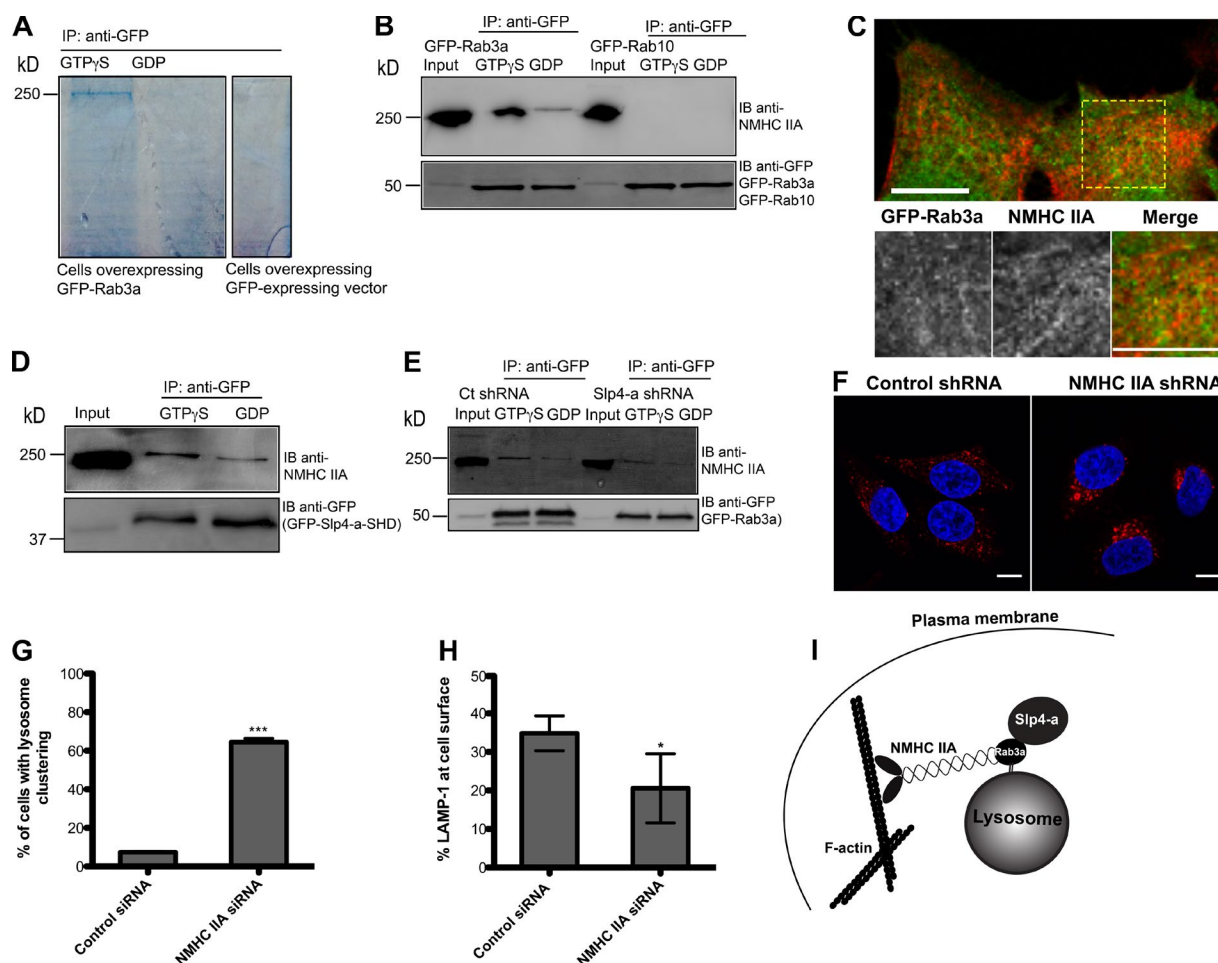 A
IP: anti-GFP
kD
GTPγS GDP
250
Cells overexpressing
GFP-Rab3a
Cells overexpressing
GFP-expressing vector
B
IP: anti-GFP
IP: anti-GFP
GFP-Rab3a
GFP-Rab10
kD
Input GTPγS GDP Input GTPγS GDP
250
IB anti-
NMHC IIA
50
IB anti-GFP
GFP-Rab3a
GFP-Rab10
C
GFP-Rab3a NMHC IIA Merge
D
IP: anti-GFP
kD
Input GTPγS GDP
250
IB anti-
NMHC IIA
IB anti-GFP
(GFP-Slp4-a-SHD)
37
E
IP: anti-GFP
IP: anti-GFP
Ct shRNA
Slp4-a shRNA
kD
Input GTPγS GDP Input GTPγS GDP
250
IB anti-
NMHC IIA
50
IB anti-GFP
GFP-Rab3a)
F
Control shRNA
NMHC IIA shRNA
G
% of cells with lysosome
clustering
100
80
60
40
20
0
***
Control siRNA
NMHC IIA siRNA
H
% LAMP-1 at cell surface
50
40
30
20
10
0
*
Control siRNA
NMHC IIA siRNA
I
Plasma membrane
Slp4-a
NMHC IIA
Rab3a
Lysosome
F-actin